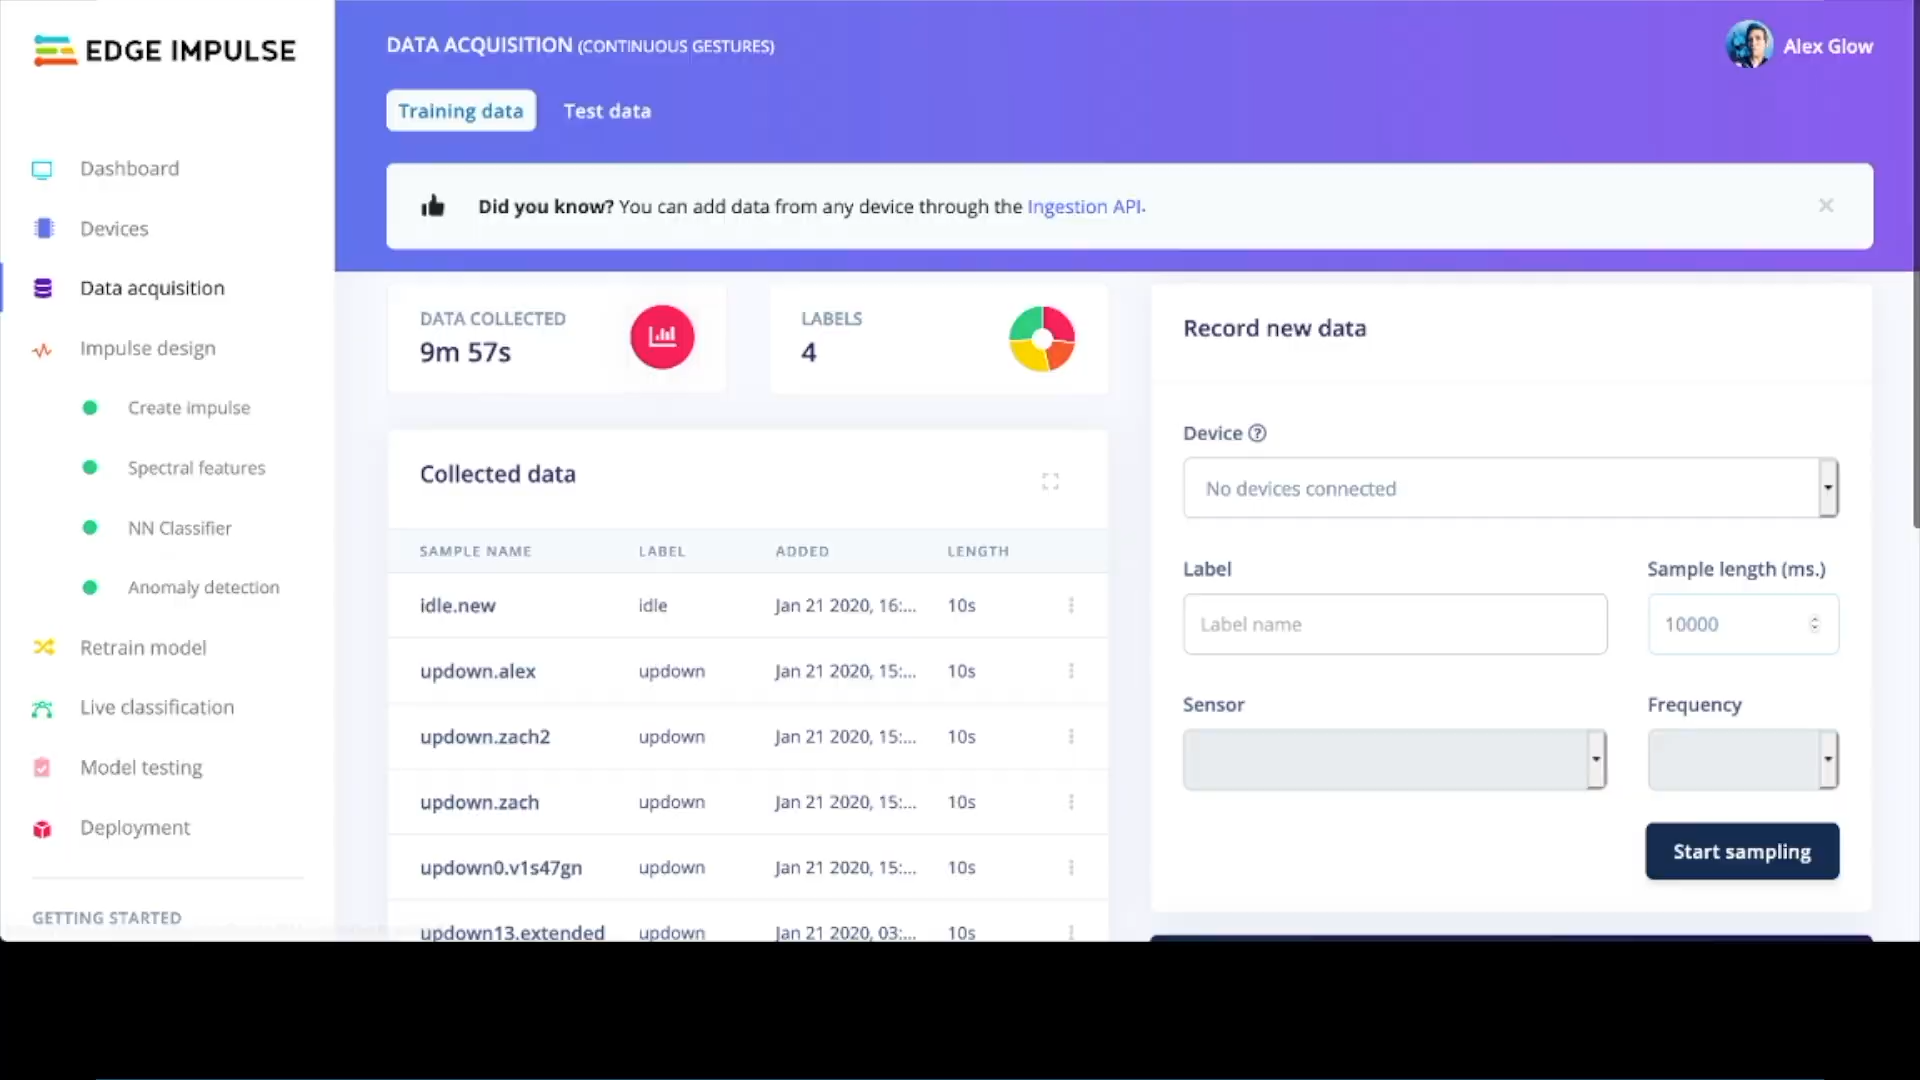 EDGE IMPULSE
Dashboard
Devices
Data acquisition
Impulse design
Create impulse
Spectral features
NN Classifier
Anomaly detection
Retrain model
Live classification
Model testing
Deployment
GETTING STARTED
DATA ACQUISITION (CONTINUOUS GESTURES)
Alex Glow
Training data
Test data
Did you know? You can add data from any device through the Ingestion API.
DATA COLLECTED
9m 57s
LABELS
4
Collected data
SAMPLE NAME LABEL ADDED LENGTH
idle.new idle Jan 21 2020, 16:... 10s
updown.alex updown Jan 21 2020, 15:... 10s
updown.zach2 updown Jan 21 2020, 15:... 10s
updown.zach updown Jan 21 2020, 15:... 10s
updown0.v1s47gn updown Jan 21 2020, 15:... 10s
updown13.extended updown Jan 21 2020, 03:... 10s
Record new data
Device ?
No devices connected
Label Sample length (ms.)
Label name 10000
Sensor Frequency
Start sampling